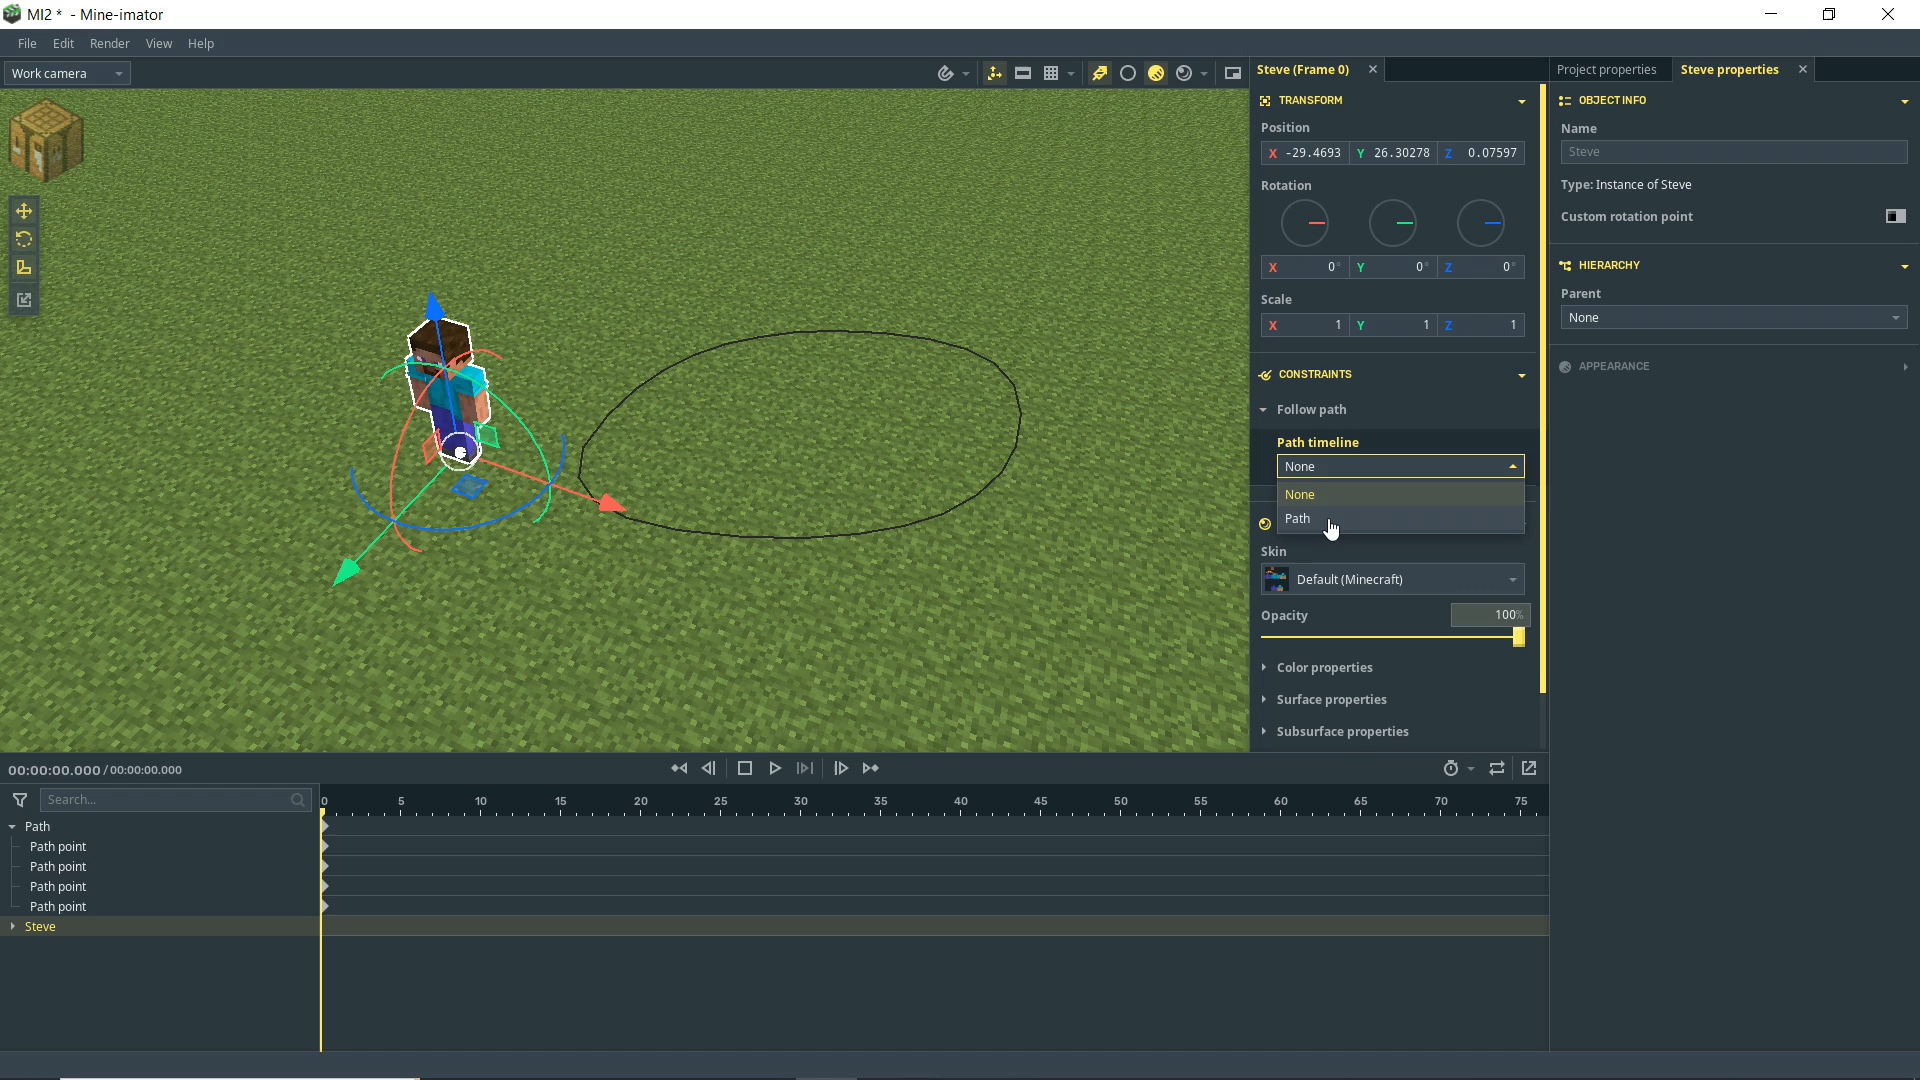 MI2 * - Mine-imator
File Edit Render View Help
Work camera
Steve (Frame 0)
TRANSFORM
Position
X -29.4693 Y 26.30278 Z 0.07597
Rotation
X 0° Y 0° Z 0°
Scale
X 1 Y 1 Z 1
CONSTRAINTS
Follow path
Path timeline
None
None
Path
Skin
Default (Minecraft)
Opacity
100%
Color properties
Surface properties
Subsurface properties
Project properties Steve properties
OBJECT INFO
Name
Steve
Type: Instance of Steve
Custom rotation point
HIERARCHY
Parent
None
APPEARANCE
00:00:00.000 / 00:00:00.000
Search...
0 5 10 15 20 25 30 35 40 45 50 55 60 65 70 75
Path
Path point
Path point
Path point
Path point
Steve